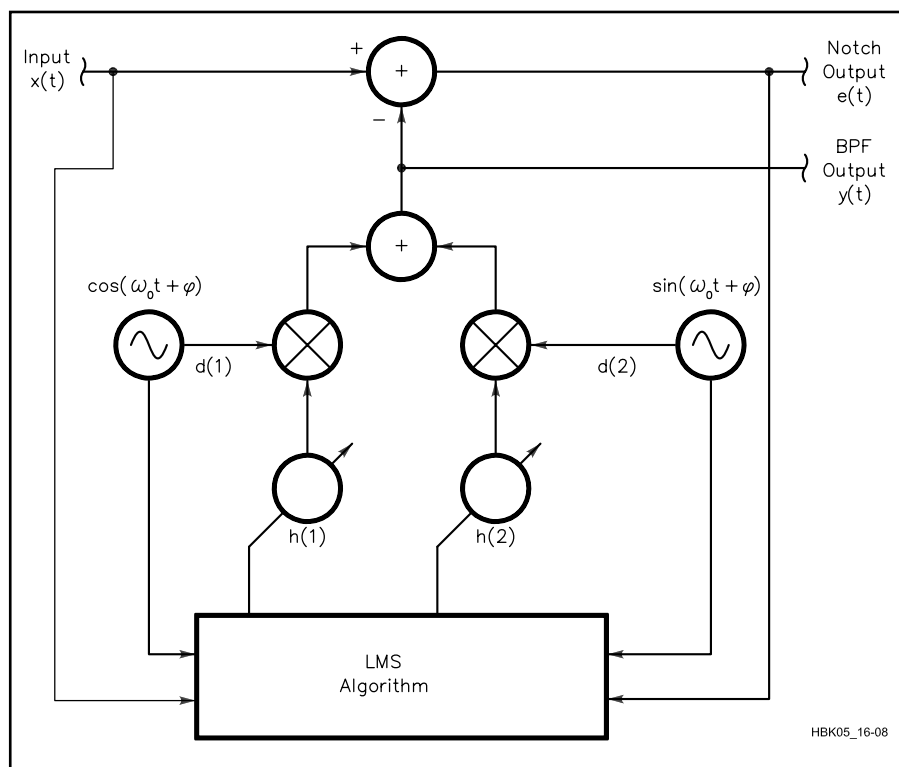 Input
x(t)
+
+
−
Notch
Output
e(t)
BPF
Output
y(t)
+
cos(ω₀t + φ)
sin(ω₀t + φ)
d(1)
d(2)
h(1)
h(2)
LMS
Algorithm
HBK05_16-08